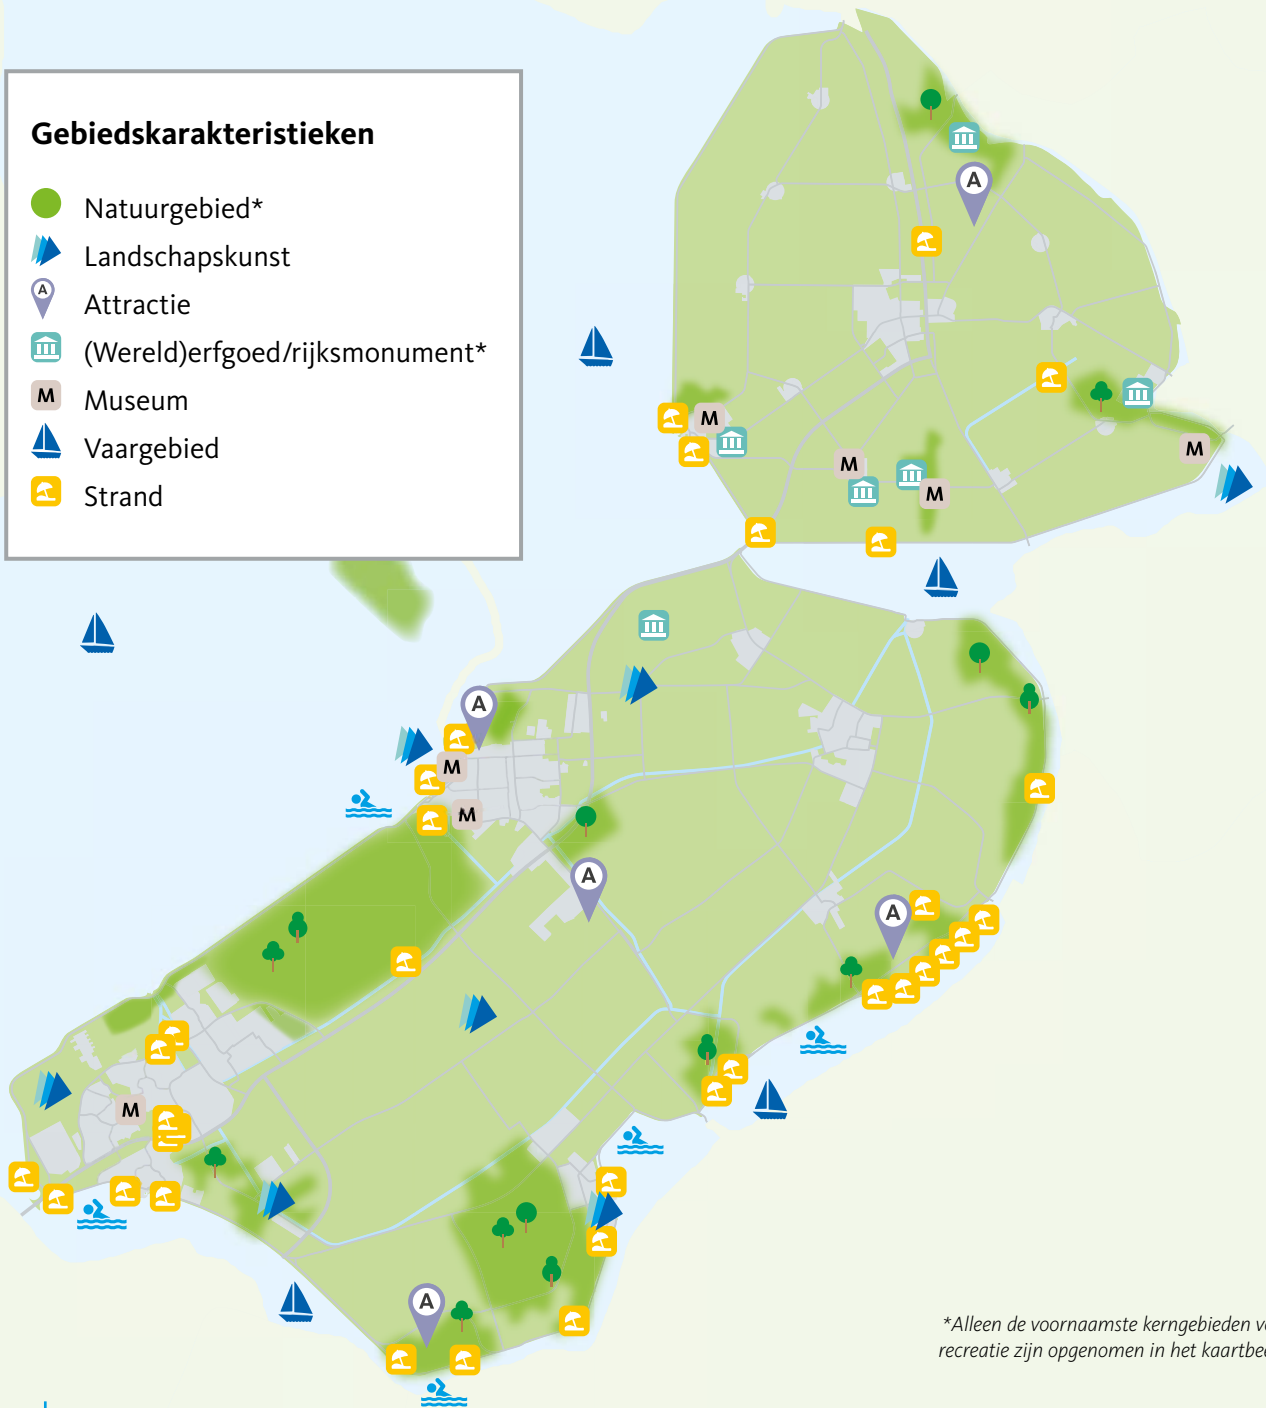 Gebiedskarakteristieken
Natuurgebied*
Landschapskunst
A Attractie
(Wereld)erfgoed/rijksmonument*
M Museum
Vaargebied
Strand
A
M
M
M
M
A
M
M
A
A
M
A
*Alleen de voornaamste kerngebieden
recreatie zijn opgenomen in het